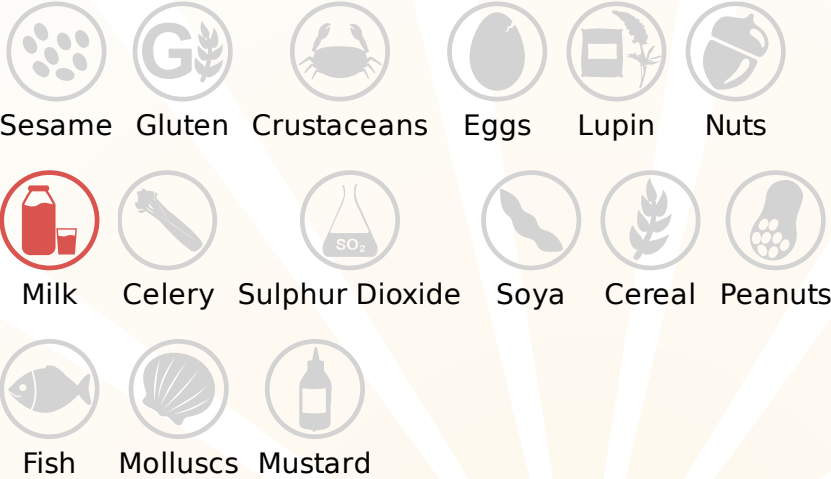 G
Sesame Gluten Crustaceans Eggs Lupin Nuts
SO₂
Milk Celery Sulphur Dioxide Soya Cereal Peanuts
Fish Molluscs Mustard